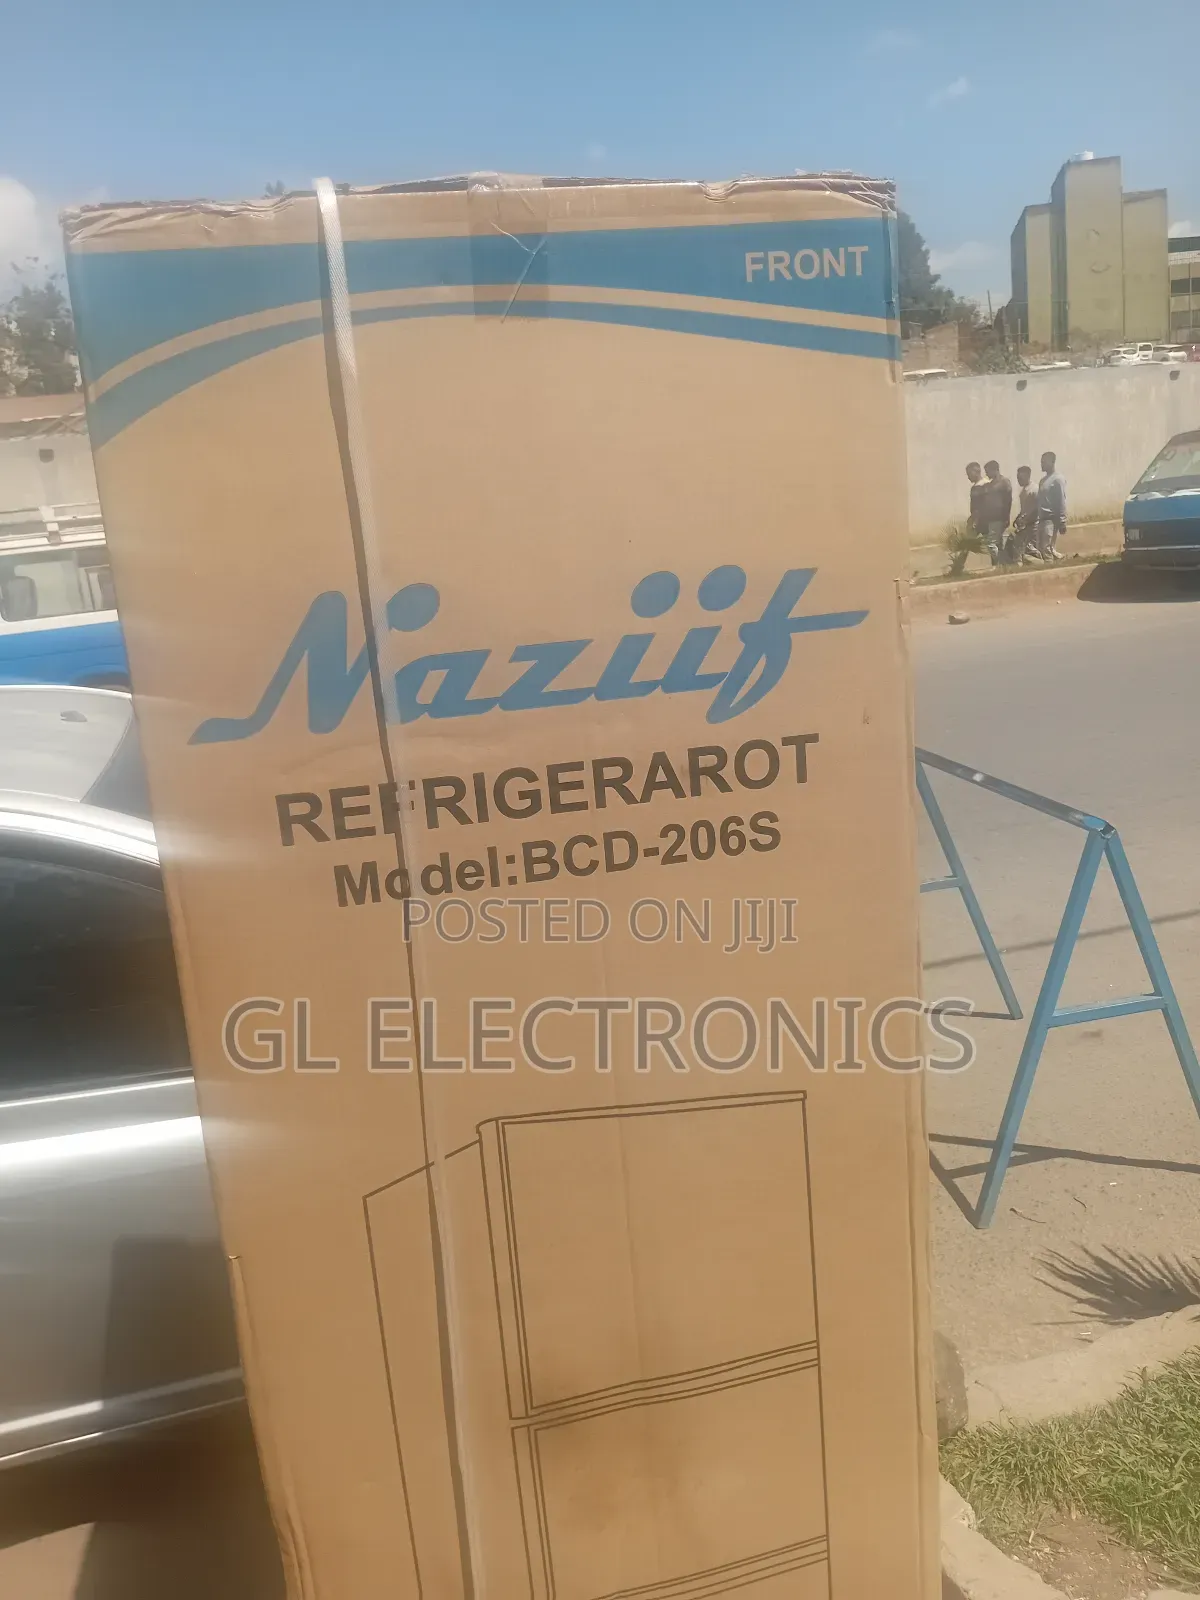 FRONT
Naziif
REFRIGERAROT
Model:BCD-206S
POSTED ON JIJI
GL ELECTRONICS